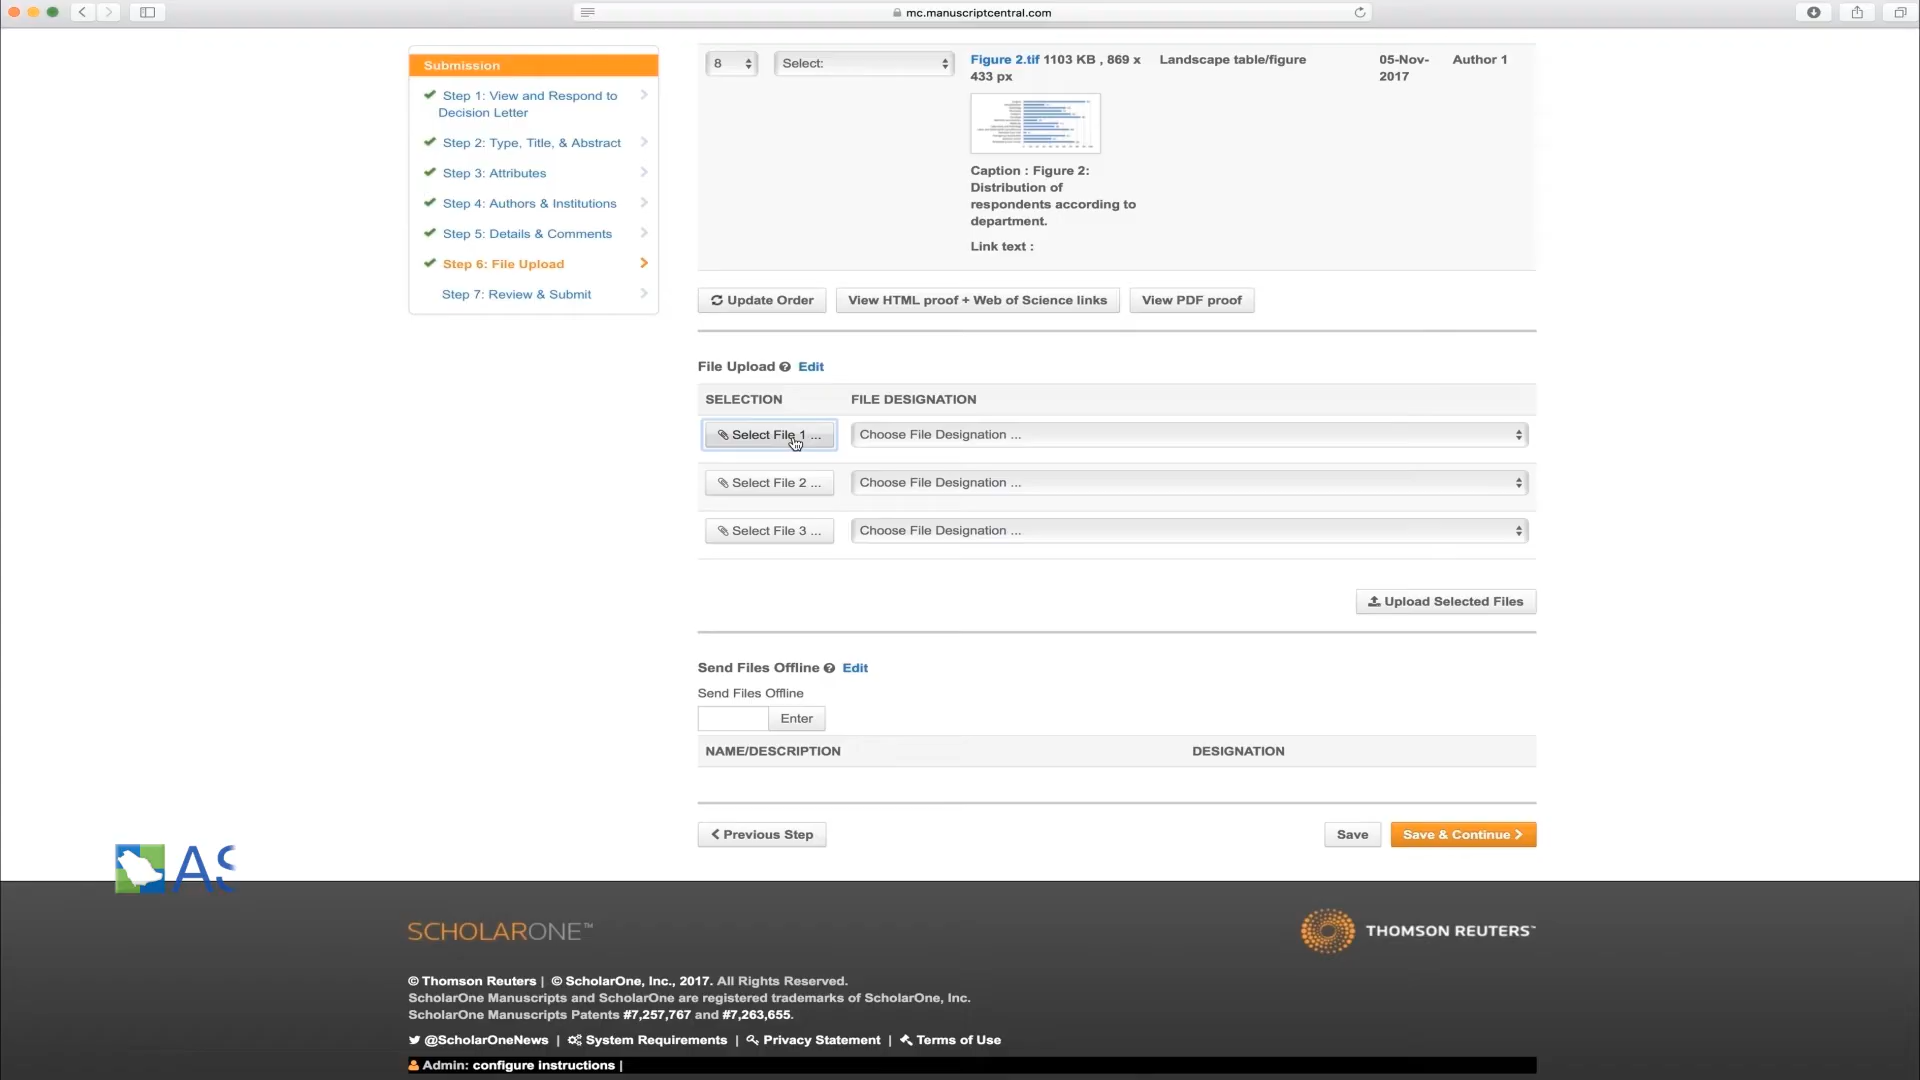 mc.manuscriptcentral.com
Submission
Step 1: View and Respond to
Decision Letter
Step 2: Type, Title, & Abstract
Step 3: Attributes
Step 4: Authors & Institutions
Step 5: Details & Comments
Step 6: File Upload
Step 7: Review & Submit
8 Select: Figure 2.tif 1103 KB , 869 x Landscape table/figure 05-Nov- Author 1
433 px 2017
Caption : Figure 2:
Distribution of
respondents according to
department.
Link text :
Update Order View HTML proof + Web of Science links View PDF proof
File Upload Edit
SELECTION FILE DESIGNATION
Select File 1 ... Choose File Designation ...
Select File 2 ... Choose File Designation ...
Select File 3 ... Choose File Designation ...
Upload Selected Files
Send Files Offline Edit
Send Files Offline
Enter
NAME/DESCRIPTION DESIGNATION
Previous Step Save Save & Continue
AS
SCHOLARONE™ THOMSON REUTERS™
© Thomson Reuters | © ScholarOne, Inc., 2017. All Rights Reserved.
ScholarOne Manuscripts and ScholarOne are registered trademarks of ScholarOne, Inc.
ScholarOne Manuscripts Patents #7,257,767 and #7,263,655.
@ScholarOneNews | System Requirements | Privacy Statement | Terms of Use
Admin: configure instructions |